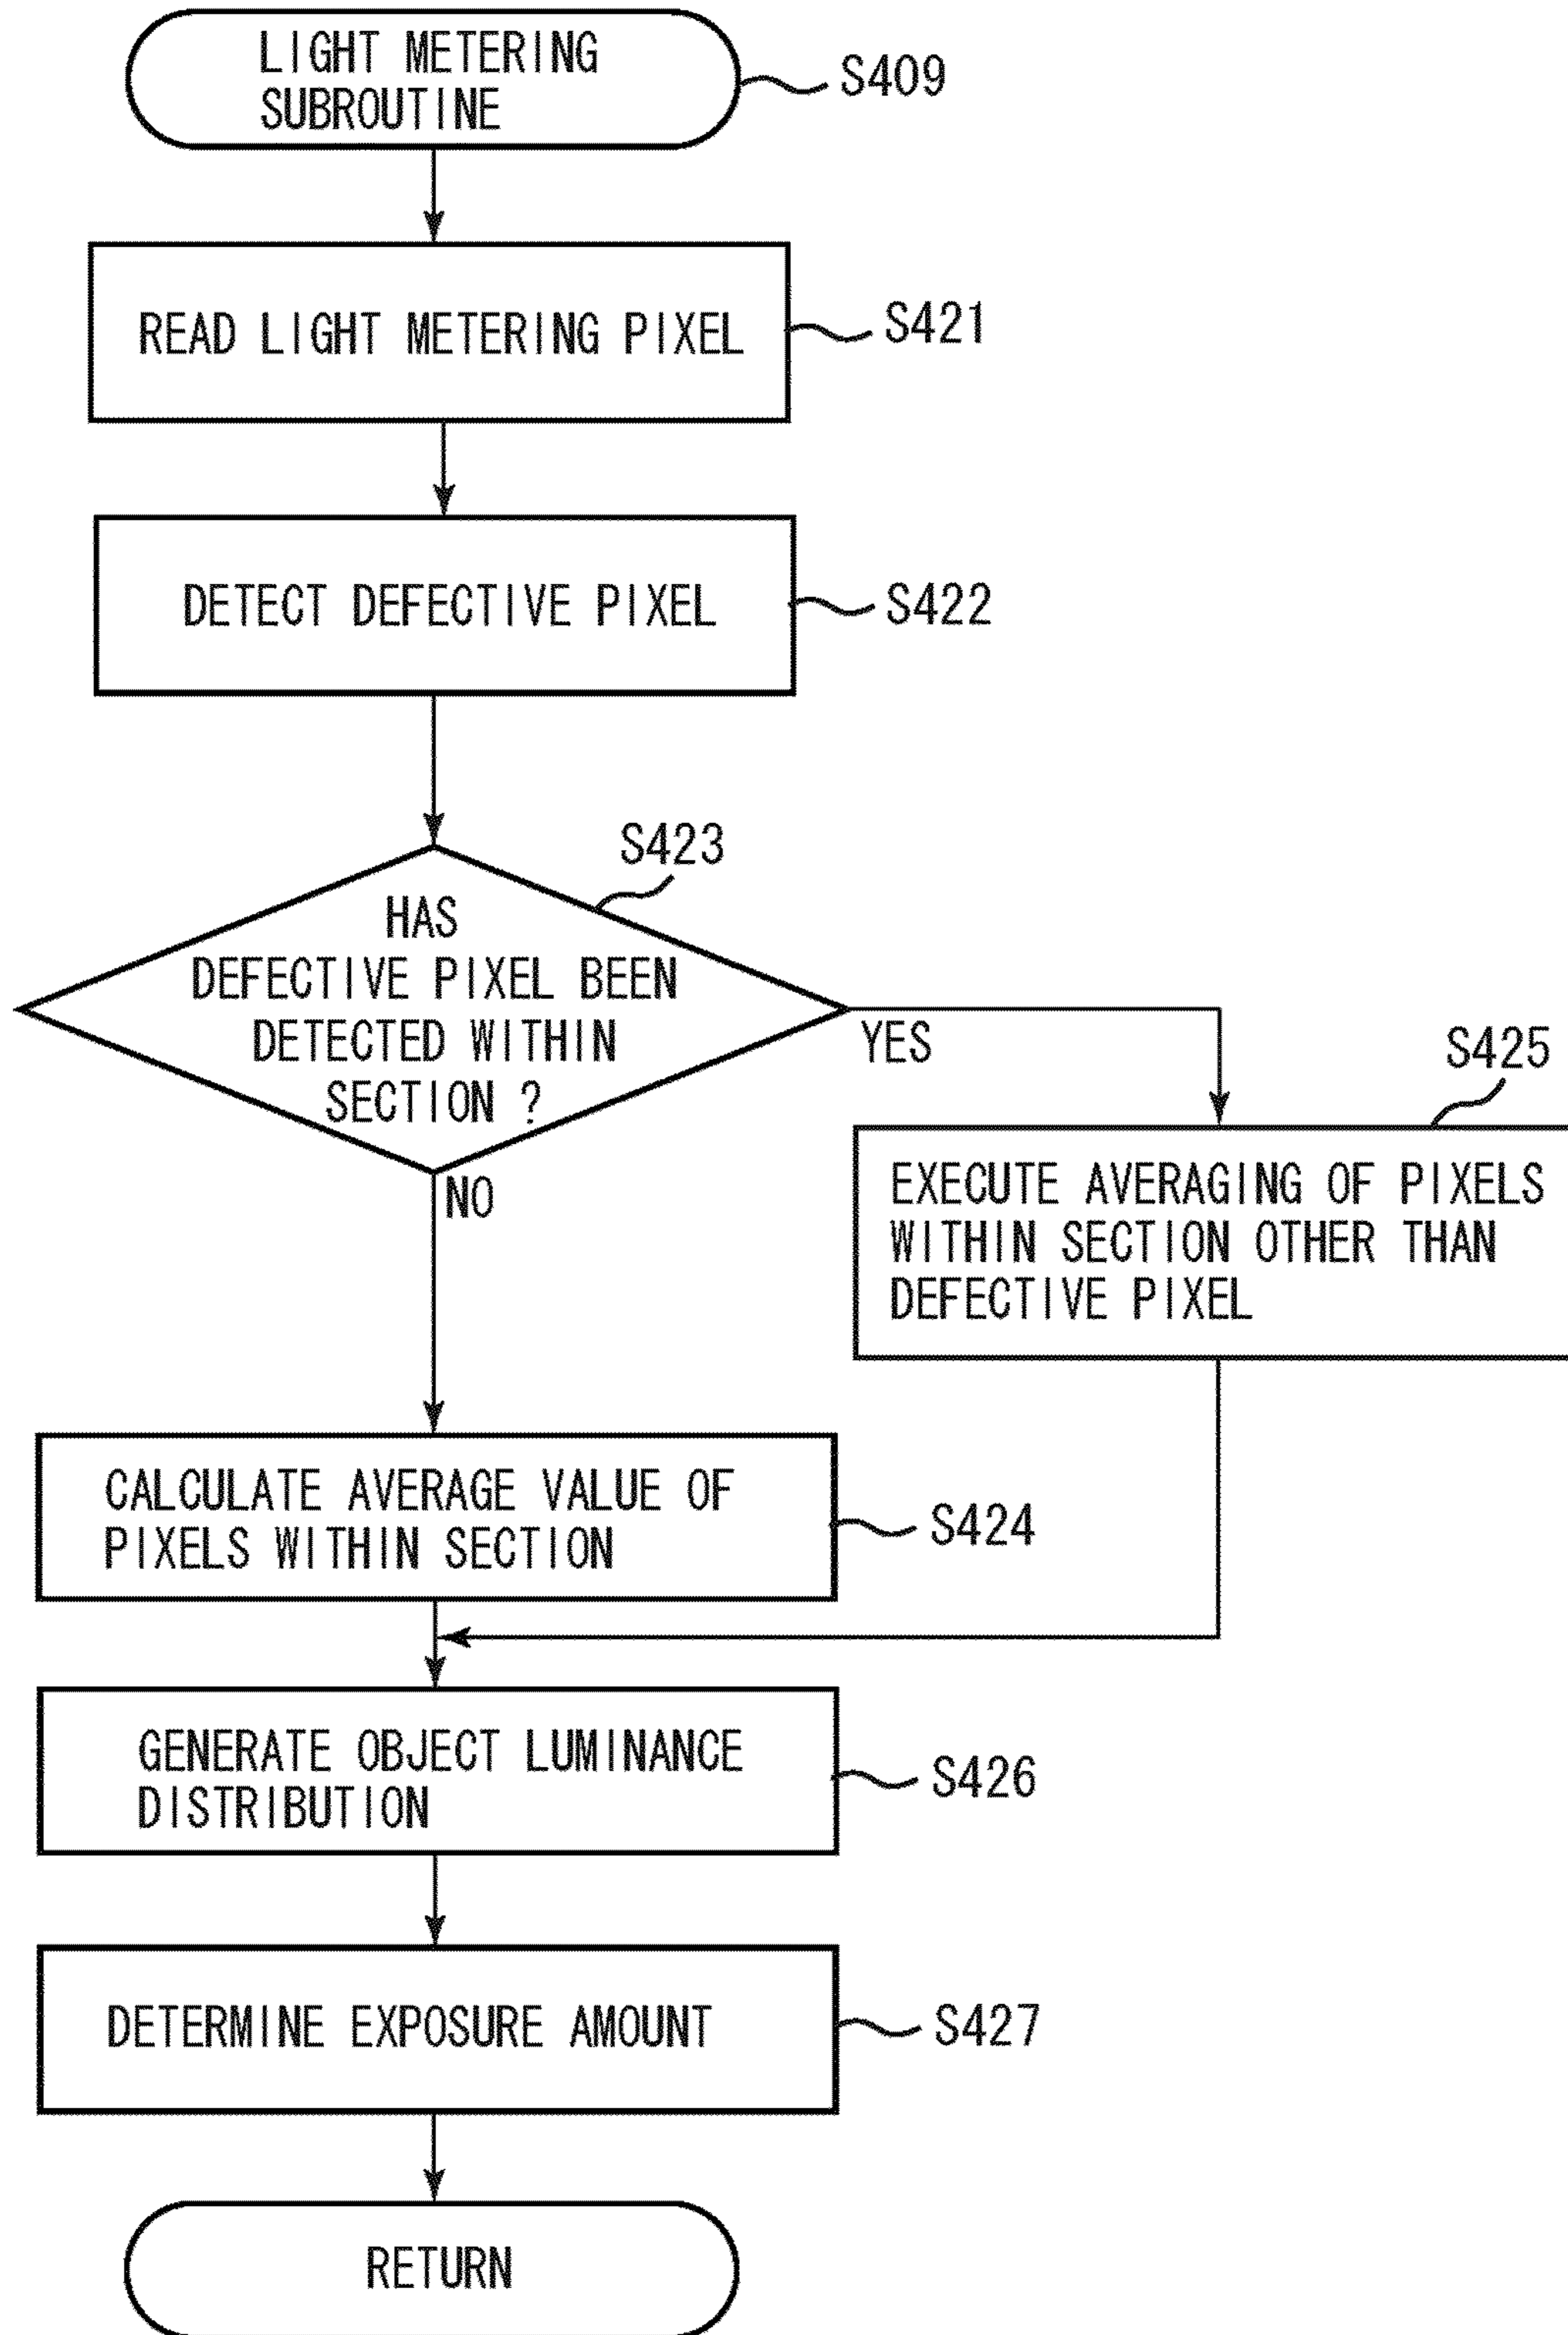 LIGHT METERING
SUBROUTINE
S409
READ LIGHT METERING PIXEL
S421
DETECT DEFECTIVE PIXEL
S422
S423
HAS
DEFECTIVE PIXEL BEEN
DETECTED WITHIN
SECTION ?
YES
NO
S425
EXECUTE AVERAGING OF PIXELS
WITHIN SECTION OTHER THAN
DEFECTIVE PIXEL
CALCULATE AVERAGE VALUE OF
PIXELS WITHIN SECTION
S424
GENERATE OBJECT LUMINANCE
DISTRIBUTION
S426
DETERMINE EXPOSURE AMOUNT
S427
RETURN